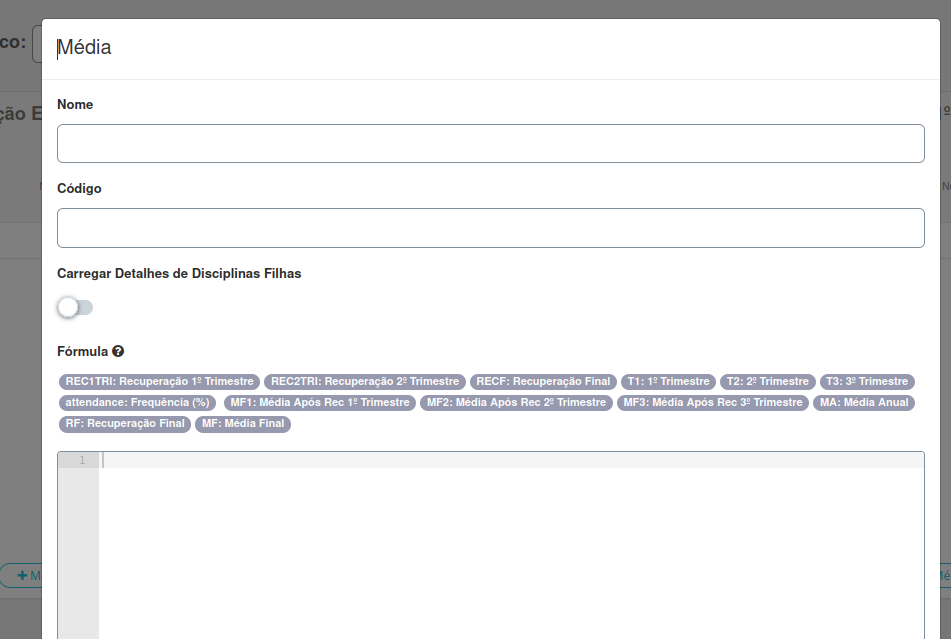 Média
co:
Nome
ção E
Código
Carregar Detalhes de Disciplinas Filhas
Fórmula
REC1TRI: Recuperação 1º Trimestre REC2TRI: Recuperação 2º Trimestre RECF: Recuperação Final T1: 1º Trimestre T2: 2º Trimestre T3: 3º Trimestre
attendance: Frequência (%) MF1: Média Após Rec 1º Trimestre MF2: Média Após Rec 2º Trimestre MF3: Média Após Rec 3º Trimestre MA: Média Anual
RF: Recuperação Final MF: Média Final
1
+ M